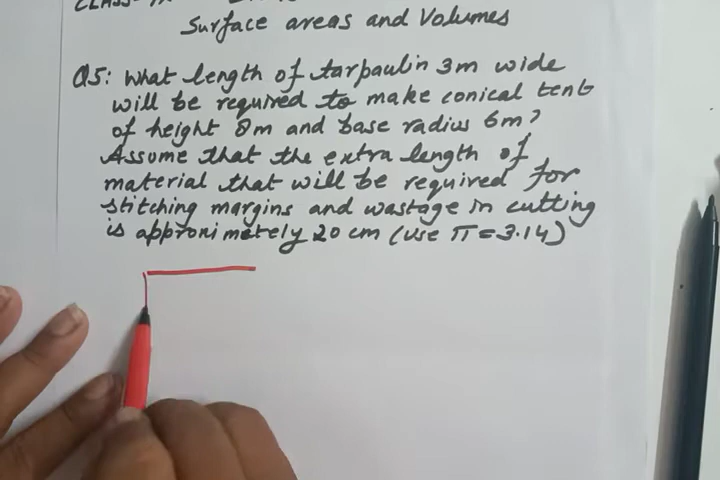 Surface areas and Volumes
Q5: What length of tarpaulin 3m wide
will be required to make conical tent
of height 8m and base radius 6m?
Assume that the extra length of
material that will be required for
stitching margins and wastage in cutting
is approximetely 20 cm (use π = 3.14)